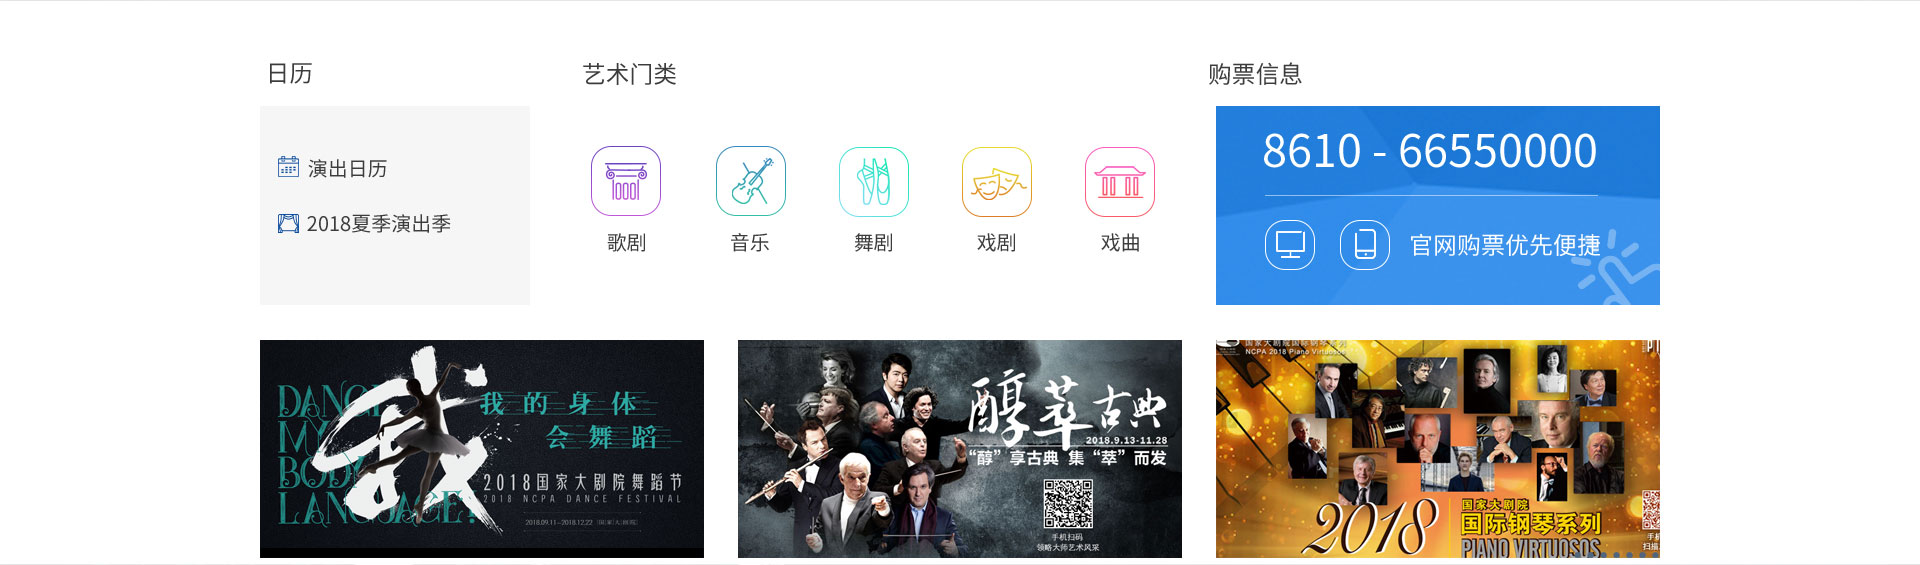 日历
艺术门类
购票信息
演出日历
2018夏季演出季
歌剧
音乐
舞剧
戏剧
戏曲
8610 - 66550000
官网购票优先便捷
DANCE
MY
BODY
LANGUAGE?
我的身体
会舞蹈
2018国家大剧院舞蹈节
2018 NCPA DANCE FESTIVAL
2018.09.11—2018.12.22
醇萃古典
2018.9.13-11.28
“醇”享古典 集“萃”而发
手机扫码
领略大师艺术风采
国家大剧院国际钢琴系列
NCPA 2018 Piano Virtuosos
2018
国家大剧院
国际钢琴系列
PIANO VIRTUOSOS